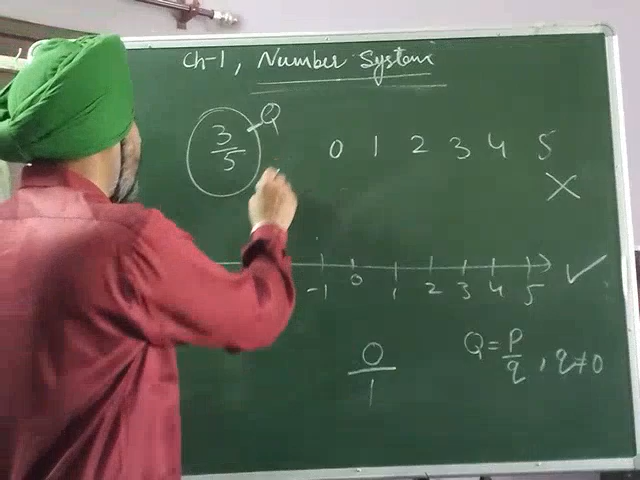 Ch-1, Number System
3/5 Q
0 1 2 3 4 5
×
-1 0 1 2 3 4 5 ✓
0/1
Q = P/q, q≠0